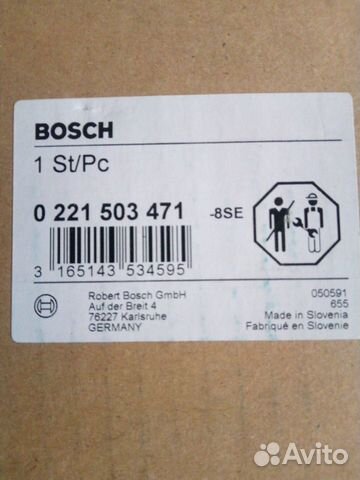 BOSCH
1 St/Pc
0 221 503 471 -8SE
3 165143 534595
BOSCH
Robert Bosch GmbH
Auf der Breit 4
76227 Karlsruhe
GERMANY
050591
655
Made in Slovenia
Fabriqué en Slovenie
Avito